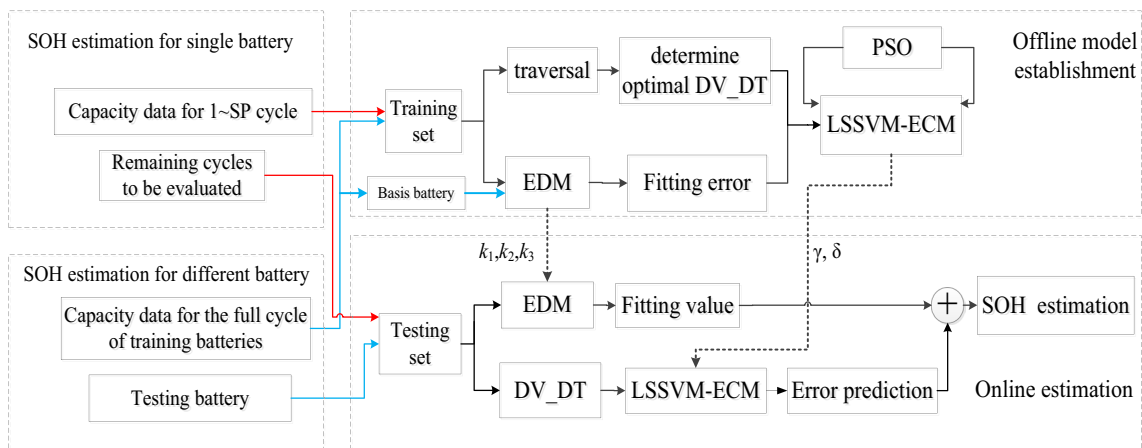 SOH estimation for single battery
Capacity data for 1~SP cycle
Remaining cycles
to be evaluated
SOH estimation for different battery
Capacity data for the full cycle
of training batteries
Testing battery
Training
set
traversal
determine
optimal DV_DT
PSO
Offline model
establishment
LSSVM-ECM
Basis battery
EDM
Fitting error
k1,k2,k3
γ, δ
Testing
set
EDM
Fitting value
+
SOH estimation
DV_DT
LSSVM-ECM
Error prediction
Online estimation